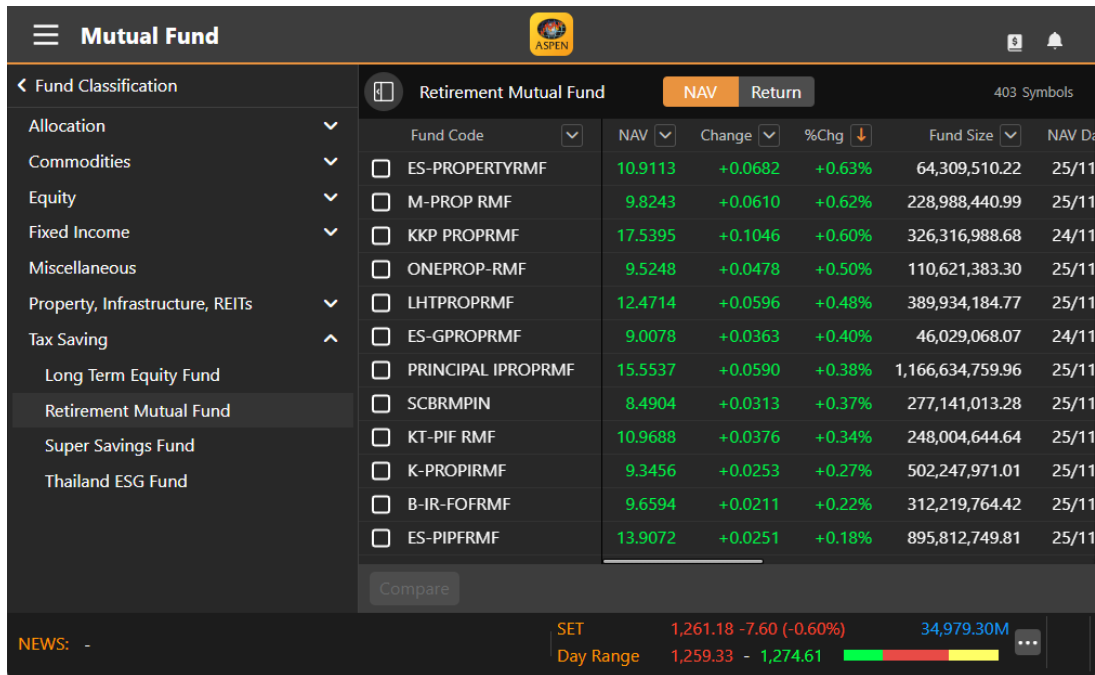 Mutual Fund
ASPEN
Fund Classification
Allocation
Commodities
Equity
Fixed Income
Miscellaneous
Property, Infrastructure, REITs
Tax Saving
Long Term Equity Fund
Retirement Mutual Fund
Super Savings Fund
Thailand ESG Fund
Retirement Mutual Fund NAV Return 403 Symbols
Fund Code NAV Change %Chg Fund Size NAV Da
ES-PROPERTYRMF 10.9113 +0.0682 +0.63% 64,309,510.22 25/11
M-PROP RMF 9.8243 +0.0610 +0.62% 228,988,440.99 25/11
KKP PROPRMF 17.5395 +0.1046 +0.60% 326,316,988.68 24/11
ONEPROP-RMF 9.5248 +0.0478 +0.50% 110,621,383.30 25/11
LHTPROPRMF 12.4714 +0.0596 +0.48% 389,934,184.77 25/11
ES-GPROPRMF 9.0078 +0.0363 +0.40% 46,029,068.07 24/11
PRINCIPAL IPROPRMF 15.5537 +0.0590 +0.38% 1,166,634,759.96 25/11
SCBRMPIN 8.4904 +0.0313 +0.37% 277,141,013.28 25/11
KT-PIF RMF 10.9688 +0.0376 +0.34% 248,004,644.64 25/11
K-PROPIRMF 9.3456 +0.0253 +0.27% 502,247,971.01 25/11
B-IR-FOFRMF 9.6594 +0.0211 +0.22% 312,219,764.42 25/11
ES-PIPFRMF 13.9072 +0.0251 +0.18% 895,812,749.81 25/11
Compare
NEWS: -
SET 1,261.18 -7.60 (-0.60%) 34,979.30M
Day Range 1,259.33 - 1,274.61